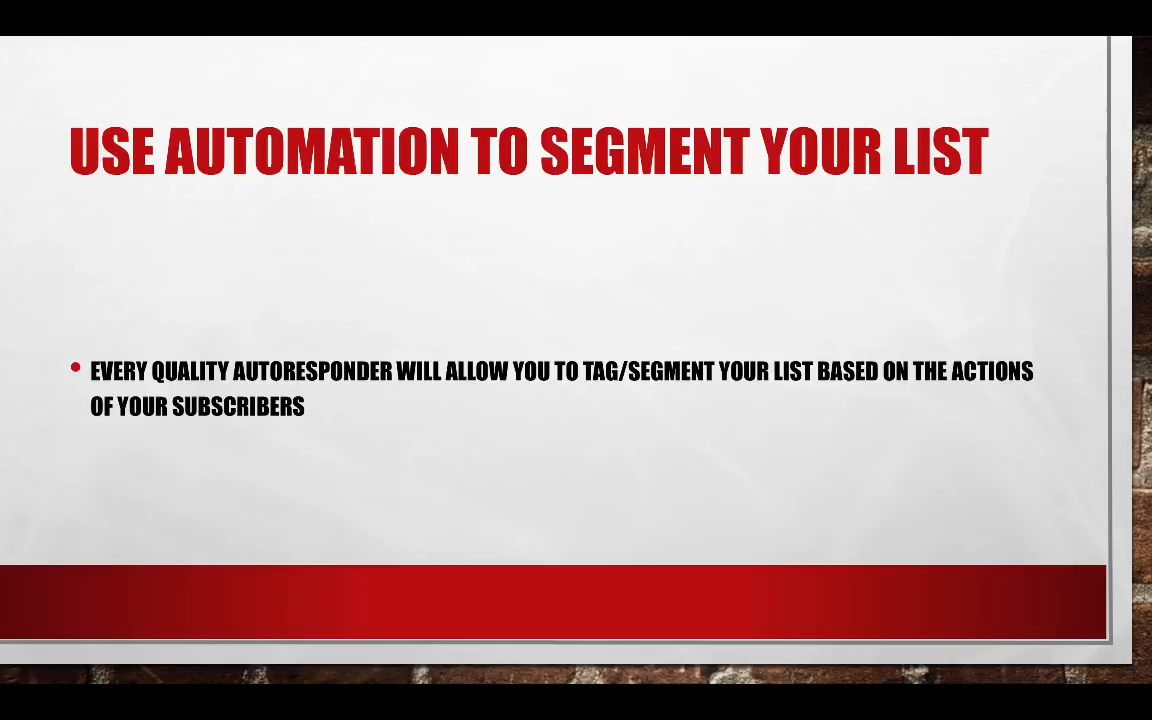 USE AUTOMATION TO SEGMENT YOUR LIST
• EVERY QUALITY AUTORESPONDER WILL ALLOW YOU TO TAG/SEGMENT YOUR LIST BASED ON THE ACTIONS
OF YOUR SUBSCRIBERS